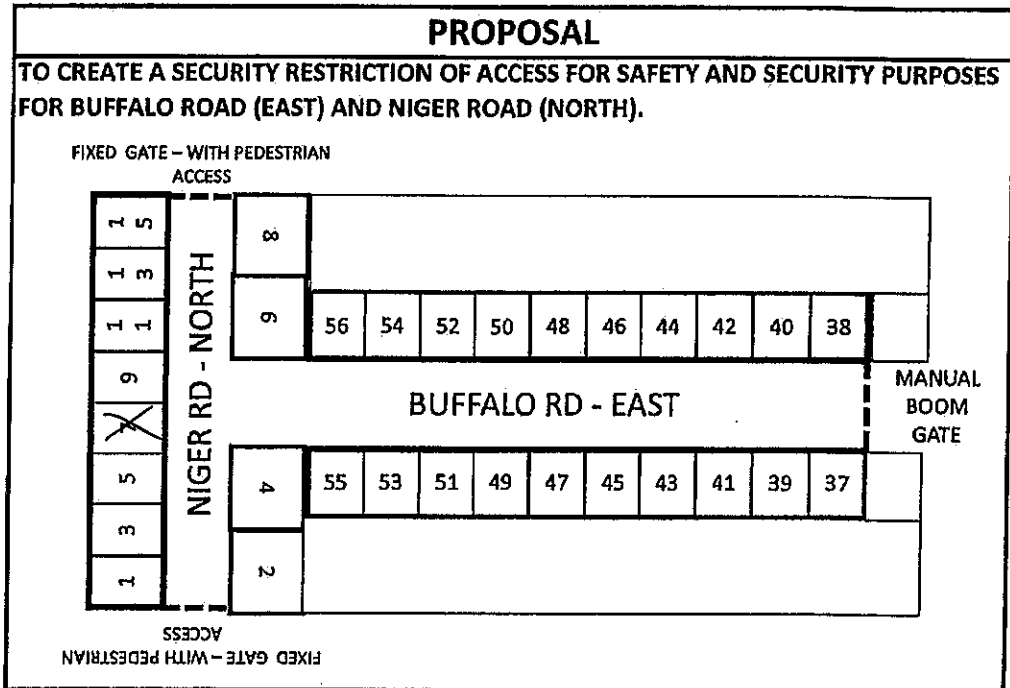 PROPOSAL
TO CREATE A SECURITY RESTRICTION OF ACCESS FOR SAFETY AND SECURITY PURPOSES
FOR BUFFALO ROAD (EAST) AND NIGER ROAD (NORTH).
FIXED GATE – WITH PEDESTRIAN
ACCESS
15
13
11
9
7
5
3
1
NIGER RD - NORTH
8
6
56 54 52 50 48 46 44 42 40 38
BUFFALO RD - EAST
MANUAL
BOOM
GATE
4
2
55 53 51 49 47 45 43 41 39 37
FIXED GATE – WITH PEDESTRIAN
ACCESS